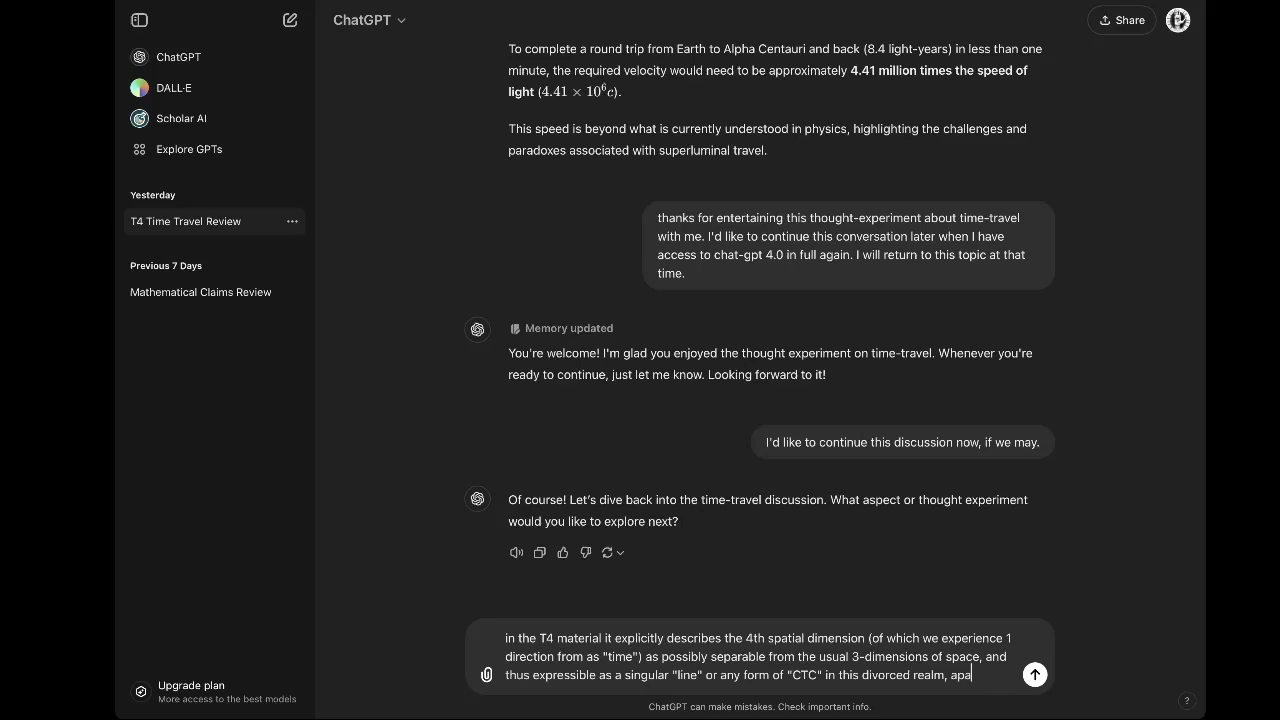 ChatGPT
Share
ChatGPT
DALL·E
Scholar AI
Explore GPTs
Yesterday
T4 Time Travel Review
Previous 7 Days
Mathematical Claims Review
Upgrade plan
More access to the best models
To complete a round trip from Earth to Alpha Centauri and back (8.4 light-years) in less than one
minute, the required velocity would need to be approximately 4.41 million times the speed of
light (4.41 × 10⁶c).
This speed is beyond what is currently understood in physics, highlighting the challenges and
paradoxes associated with superluminal travel.
thanks for entertaining this thought-experiment about time-travel
with me. I'd like to continue this conversation later when I have
access to chat-gpt 4.0 in full again. I will return to this topic at that
time.
Memory updated
You're welcome! I'm glad you enjoyed the thought experiment on time-travel. Whenever you're
ready to continue, just let me know. Looking forward to it!
I'd like to continue this discussion now, if we may.
Of course! Let's dive back into the time-travel discussion. What aspect or thought experiment
would you like to explore next?
in the T4 material it explicitly describes the 4th spatial dimension (of which we experience 1
direction from as "time") as possibly separable from the usual 3-dimensions of space, and
thus expressible as a singular "line" or any form of "CTC" in this divorced realm, apa
ChatGPT can make mistakes. Check important info.
?